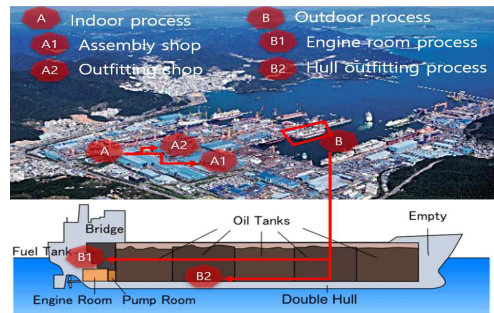 A Indoor process
B Outdoor process
A1 Assembly shop
B1 Engine room process
A2 Outfitting shop
B2 Hull outfitting process
A2
A
A1
B
Bridge
Oil Tanks
Empty
Fuel Tank
B1
B2
Engine Room
Pump Room
Double Hull